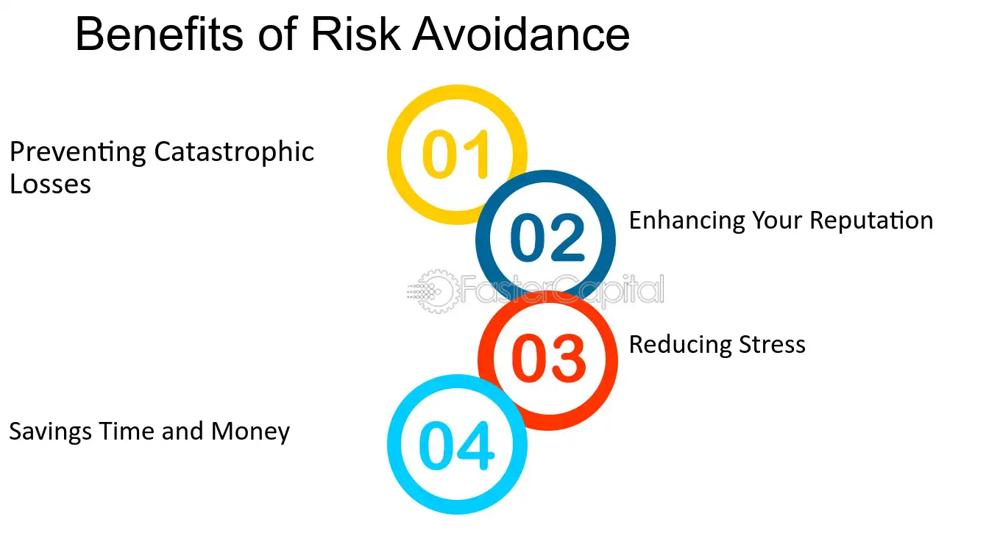 Benefits of Risk Avoidance
01
Preventing Catastrophic
Losses
02
Enhancing Your Reputation
FasterCapital
03
Reducing Stress
04
Savings Time and Money